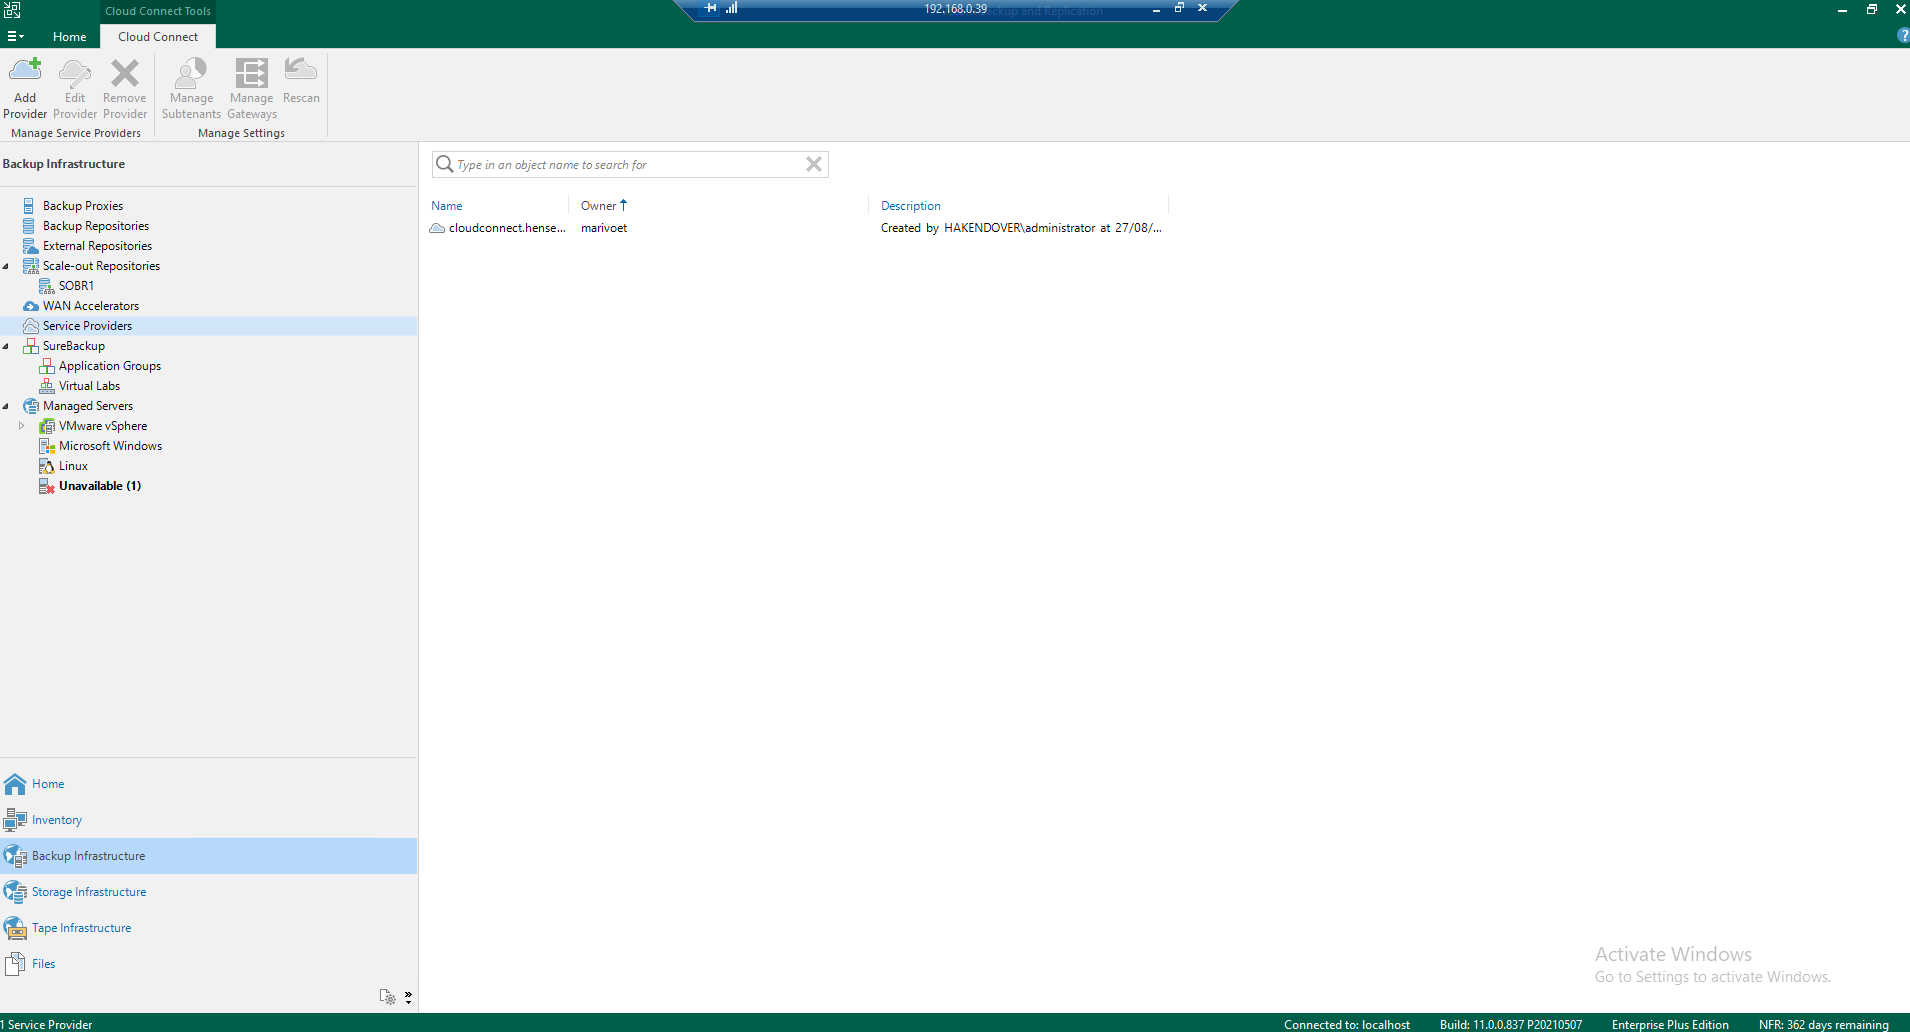 Cloud Connect Tools
192.168.0.39
Backup and Replication
Home
Cloud Connect
Add Provider
Edit Provider
Remove Provider
Manage Subtenants
Manage Gateways
Rescan
Manage Service Providers
Manage Settings
Backup Infrastructure
Backup Proxies
Backup Repositories
External Repositories
Scale-out Repositories
SOBR1
WAN Accelerators
Service Providers
SureBackup
Application Groups
Virtual Labs
Managed Servers
VMware vSphere
Microsoft Windows
Linux
Unavailable (1)
Type in an object name to search for
Name Owner Description
cloudconnect.hense... marivoet Created by HAKENDOVER\administrator at 27/08/...
Home
Inventory
Backup Infrastructure
Storage Infrastructure
Tape Infrastructure
Files
Activate Windows
Go to Settings to activate Windows.
1 Service Provider
Connected to: localhost
Build: 11.0.0.837 P20210507
Enterprise Plus Edition
NFR: 362 days remaining